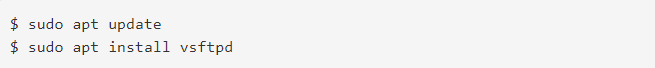 $ sudo apt update
$ sudo apt install vsftpd